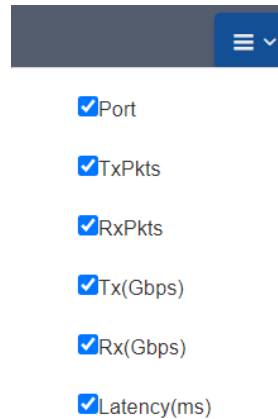 Port
TxPkts
RxPkts
Tx(Gbps)
Rx(Gbps)
Latency(ms)